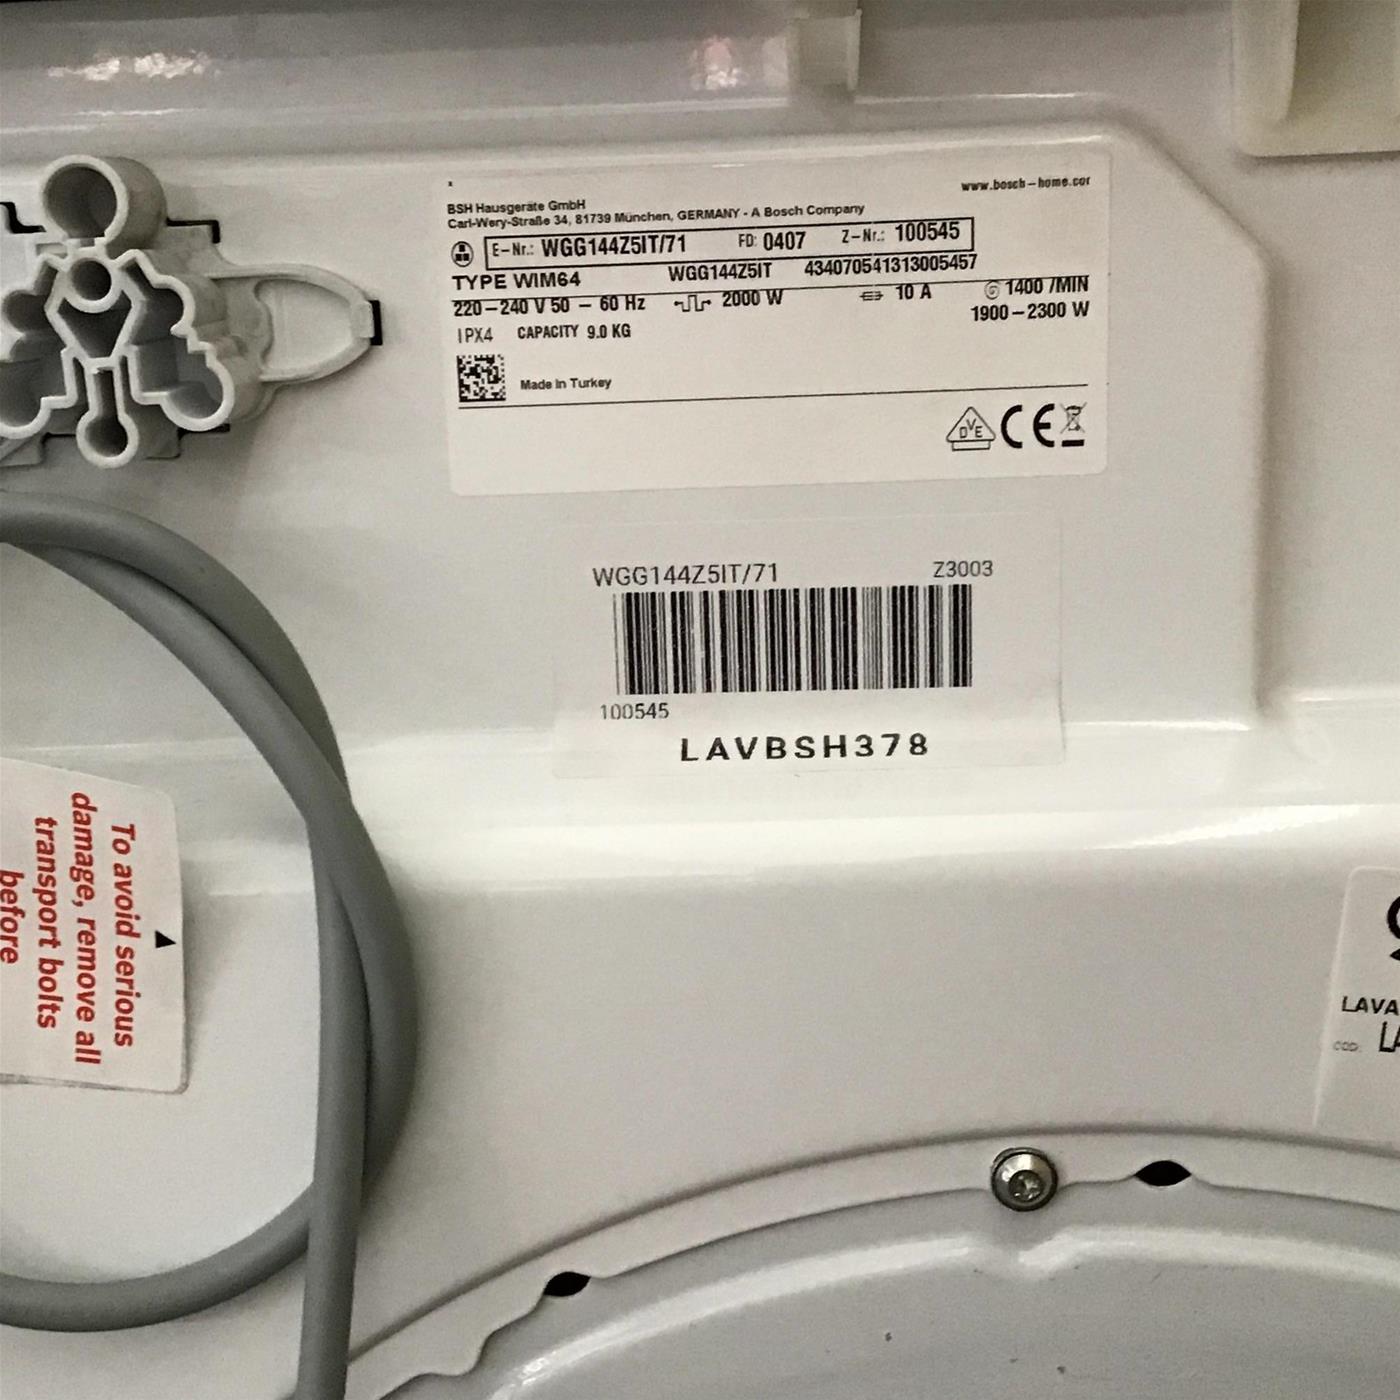 www.bosch-home.com
BSH Hausgeräte GmbH
Carl-Wery-Straße 34, 81739 München, GERMANY - A Bosch Company
E-Nr.: WGG144Z5IT/71 FD: 0407 Z-Nr.: 100545
TYPE WIM64 WGG144Z5IT 434070541313005457
220-240 V 50 - 60 Hz 2000 W 10 A 1400 /MIN
1900-2300 W
IPX4 CAPACITY 9.0 KG
Made in Turkey
DVE CE
WGG144Z5IT/71 Z3003
100545
LAVBSH378
To avoid serious
damage, remove all
transport bolts
before
LAVA
COD. LA